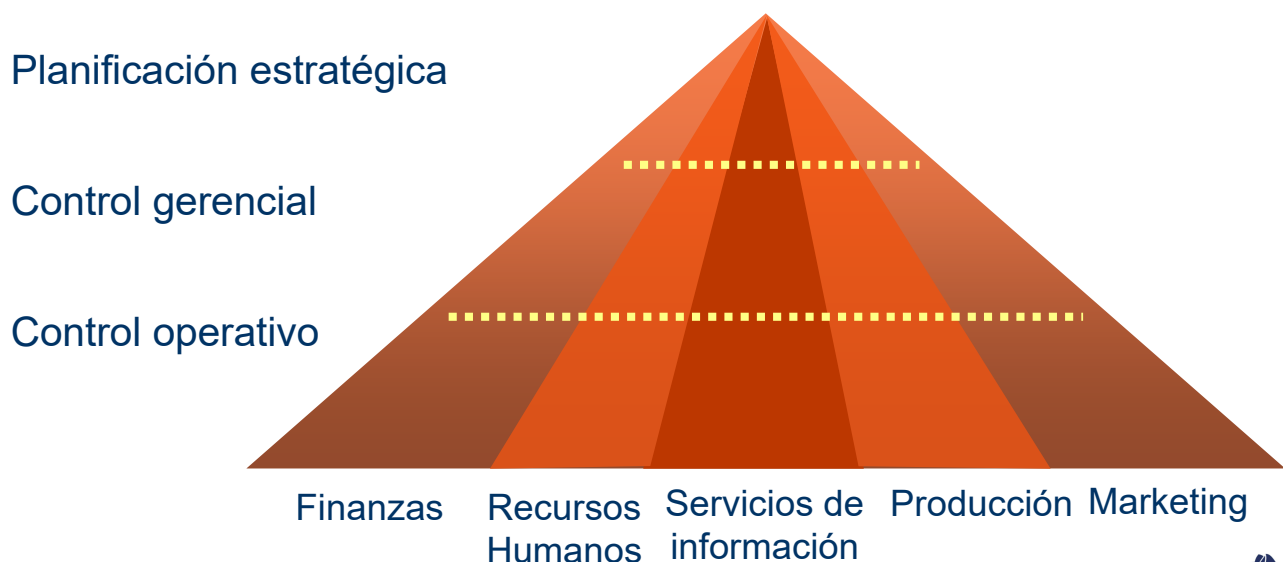 Planificación estratégica
Control gerencial
Control operativo
Finanzas
Recursos
Humanos
Servicios de
información
Producción
Marketing